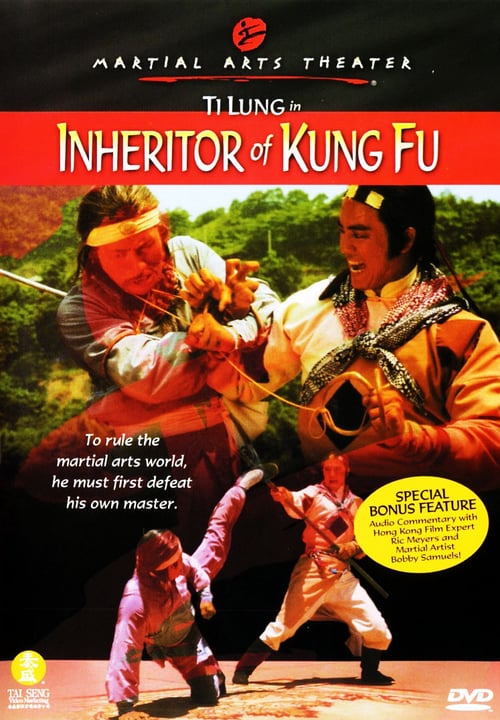 MARTIAL ARTS THEATER
TI LUNG in
INHERITOR of KUNG FU
To rule the
martial arts world,
he must first defeat
his own master.
SPECIAL
BONUS FEATURE
Audio Commentary with
Hong Kong Film Expert
Ric Meyers and
Martial Artist
Bobby Samuels!
TAI SENG
Video Marketing
DVD